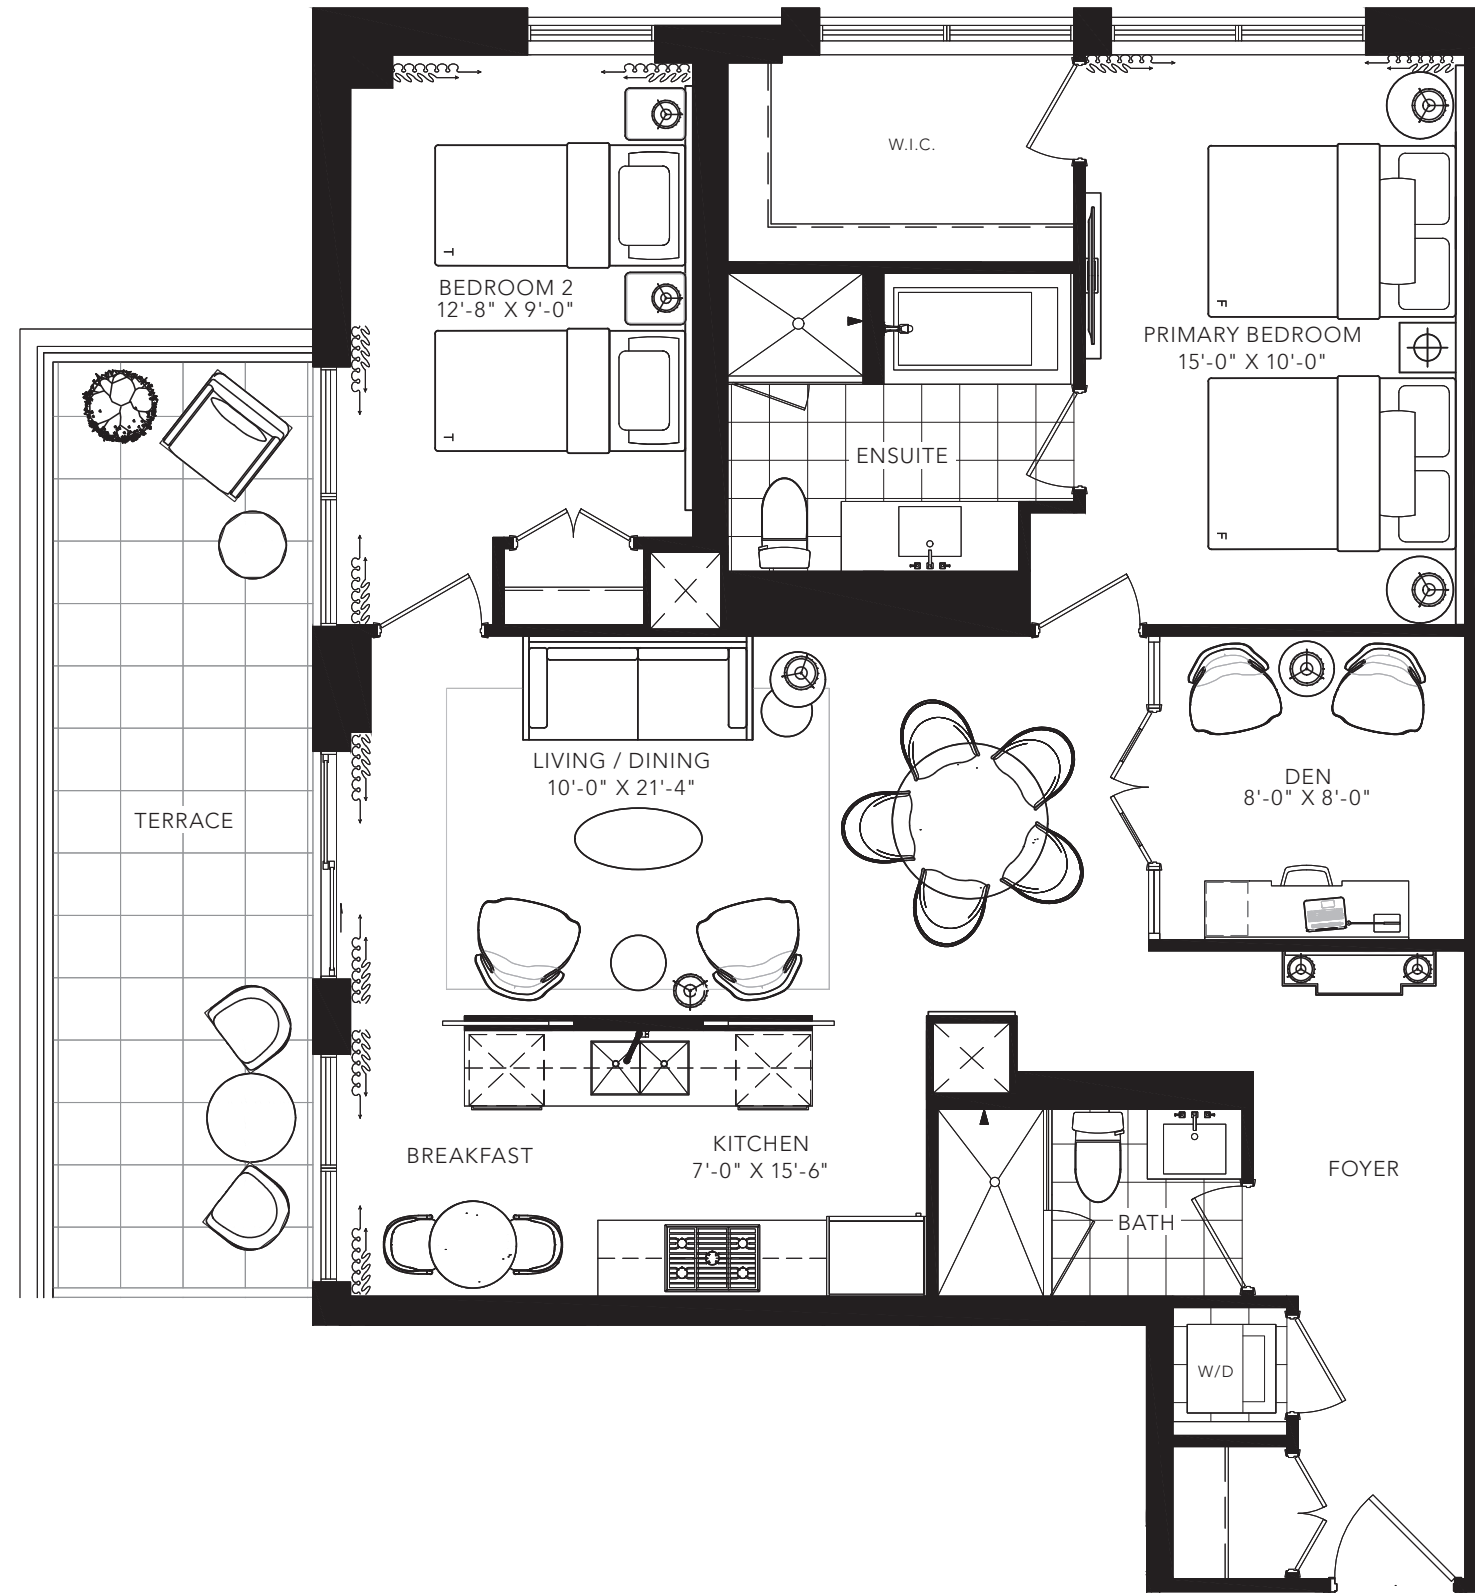 W.I.C.
BEDROOM 2
12'-8" X 9'-0"
T
T
PRIMARY BEDROOM
15'-0" X 10'-0"
F
F
ENSUITE
LIVING / DINING
10'-0" X 21'-4"
DEN
8'-0" X 8'-0"
TERRACE
BREAKFAST
KITCHEN
7'-0" X 15'-6"
BATH
FOYER
W/D